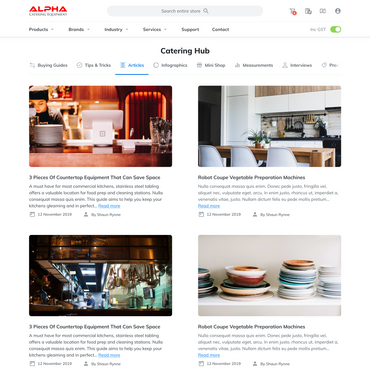 ALPHA
CATERING EQUIPMENT
Search entire store
Products
Brands
Industry
Services
Support
Contact
Inc GST
Catering Hub
Buying Guides
Tips & Tricks
Articles
Infographics
Mini Shop
Measurements
Interviews
Pre-
3 Pieces Of Countertop Equipment That Can Save Space
A must have for most commercial kitchens, stainless steel tabling
offers a valuable location for food prep and cleaning stations. Nulla
consequat massa quis enim. This guide aims to help you keep your
kitchens gleaming and in perfect... Read more
12 November 2019
By Shaun Rynne
Robot Coupe Vegetable Preparation Machines
Nulla consequat massa quis enim. Donec pede justo, fringilla vel,
aliquet nec, vulputate eget, arcu. In enim justo, rhoncus ut, imperdiet a,
venenatis vitae, justo. Nullam dictum felis eu pede mollis pretium...
Read more
12 November 2019
By Shaun Rynne
3 Pieces Of Countertop Equipment That Can Save Space
A must have for most commercial kitchens, stainless steel tabling
offers a valuable location for food prep and cleaning stations. Nulla
consequat massa quis enim. This guide aims to help you keep your
kitchens gleaming and in perfect... Read more
12 November 2019
By Shaun Rynne
Robot Coupe Vegetable Preparation Machines
Nulla consequat massa quis enim. Donec pede justo, fringilla vel,
aliquet nec, vulputate eget, arcu. In enim justo, rhoncus ut, imperdiet a,
venenatis vitae, justo. Nullam dictum felis eu pede mollis pretium...
Read more
12 November 2019
By Shaun Rynne